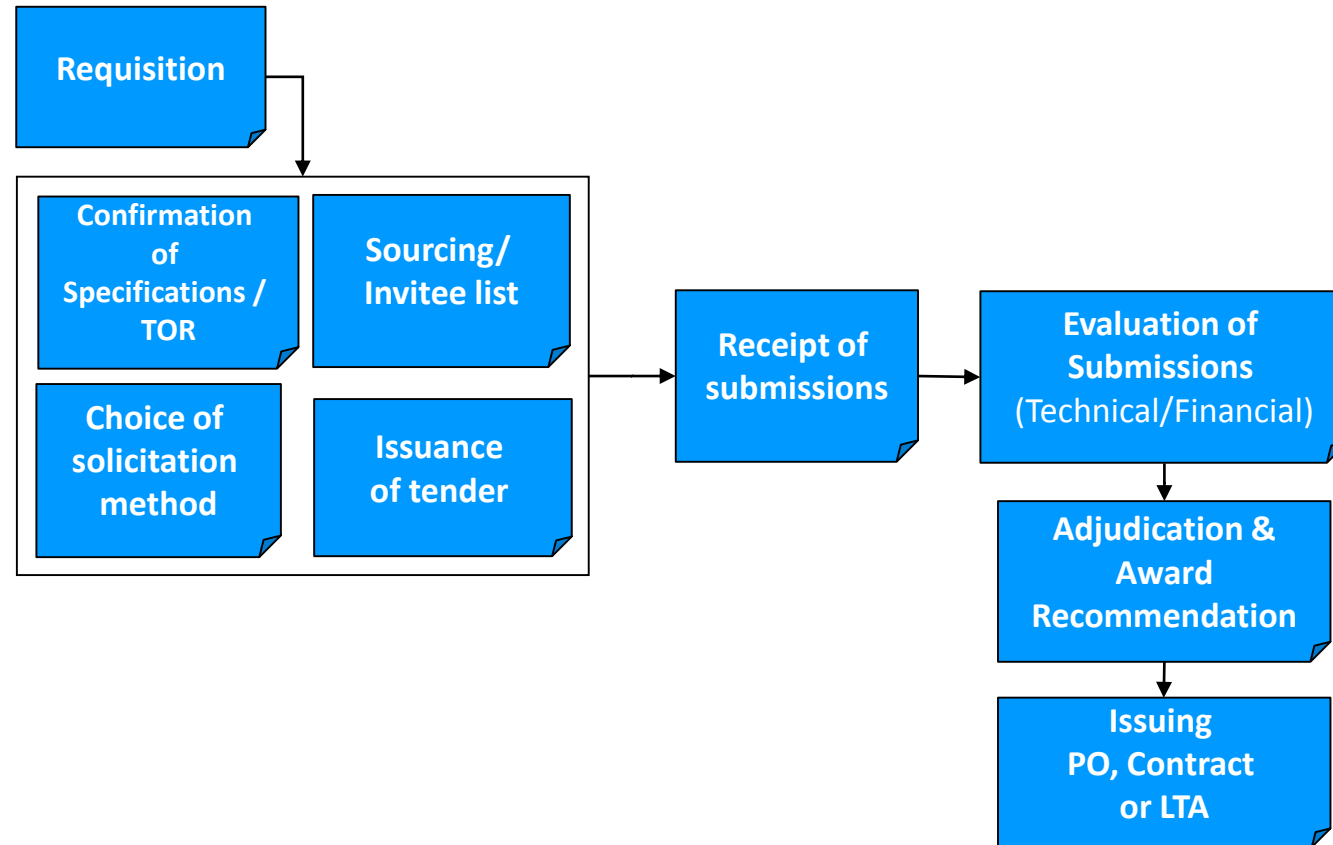 Requisition
Confirmation
of
Specifications /
TOR
Sourcing/
Invitee list
Choice of
solicitation
method
Issuance
of tender
Receipt of
submissions
Evaluation of
Submissions
(Technical/Financial)
Adjudication &
Award
Recommendation
Issuing
PO, Contract
or LTA